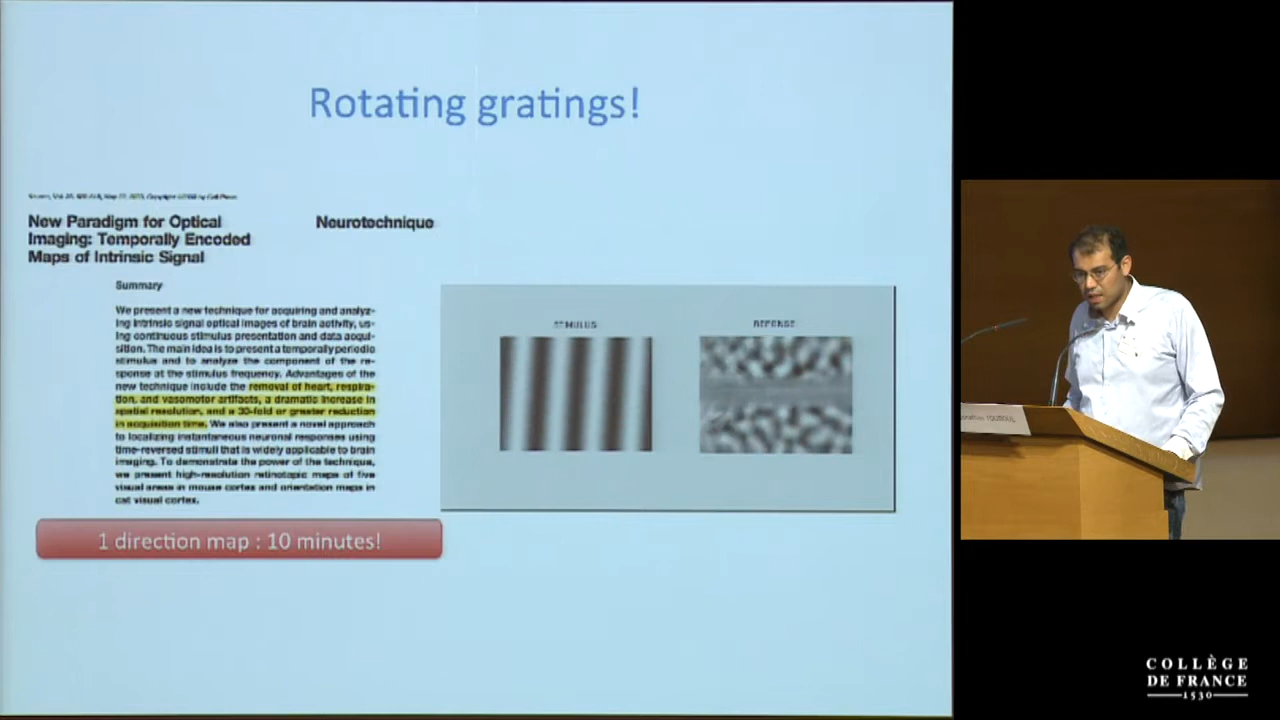 Rotating gratings!
New Paradigm for Optical
Imaging: Temporally Encoded
Maps of Intrinsic Signal
Neurotechnique
Summary
We present a new technique for acquiring and analyz-
ing intrinsic signal optical images of brain activity, us-
ing continuous stimulus presentation and data acqui-
sition. The main idea is to present a temporally periodic
stimulus and to analyze the component of the re-
sponse at the stimulus frequency. Advantages of the
new technique include the removal of heart, respira-
tion, and vasomotor artifacts, a dramatic increase in
spatial resolution, and a 30-fold or greater reduction
in acquisition time. We also present a novel approach
to localizing instantaneous neuronal responses using
time-reversed stimuli that is widely applicable to brain
imaging. To demonstrate the power of the technique,
we present high-resolution retinotopic maps of five
visual areas in mouse cortex and orientation maps in
cat visual cortex.
1 direction map : 10 minutes!
STIMULUS
REPONSE
COLLÈGE
DE FRANCE
1530